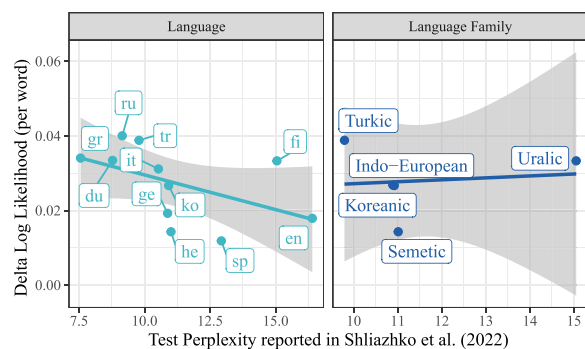 Language
Language Family
Delta Log Likelihood (per word)
0.06
0.04
0.02
0.00
ru
gr
tr
it
fi
du
ge
ko
he
sp
en
7.5
10.0
12.5
15.0
Turkic
Indo−European
Uralic
Koreanic
Semetic
10
11
12
13
14
15
Test Perplexity reported in Shliazhko et al. (2022)